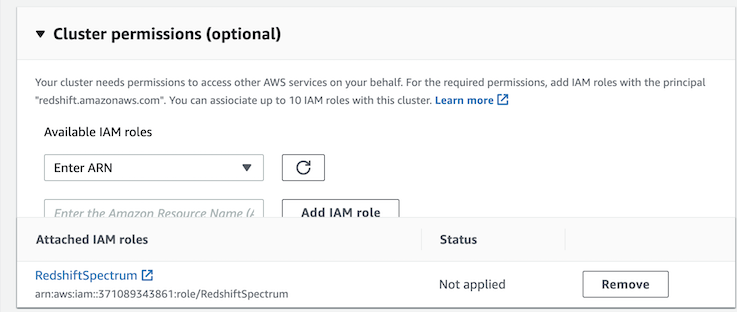 Cluster permissions (optional)
Your cluster needs permissions to access other AWS services on your behalf. For the required permissions, add IAM roles with the principal
"redshift.amazonaws.com". You can assiociate up to 10 IAM roles with this cluster. Learn more
Available IAM roles
Enter ARN
Enter the Amazon Resource Name (A
Add IAM role
Attached IAM roles Status
RedshiftSpectrum
Not applied Remove
arn:aws:iam::371089343861:role/RedshiftSpectrum